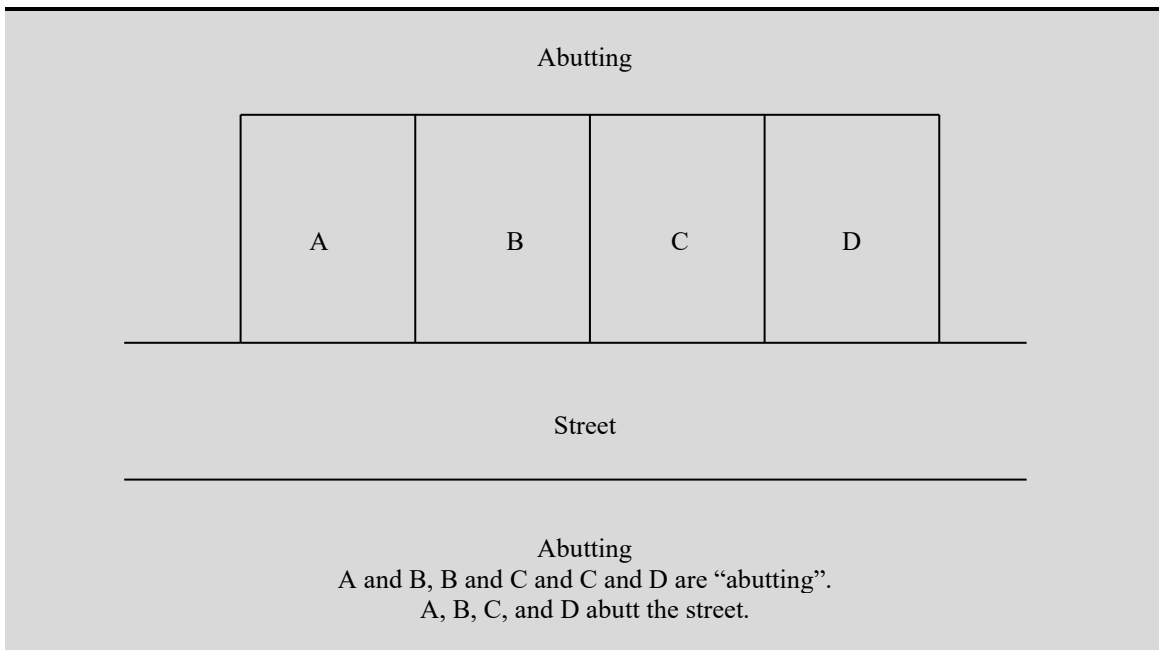 Abutting
A
B
C
D
Street
Abutting
A and B, B and C and C and D are “abutting”.
A, B, C, and D abutt the street.